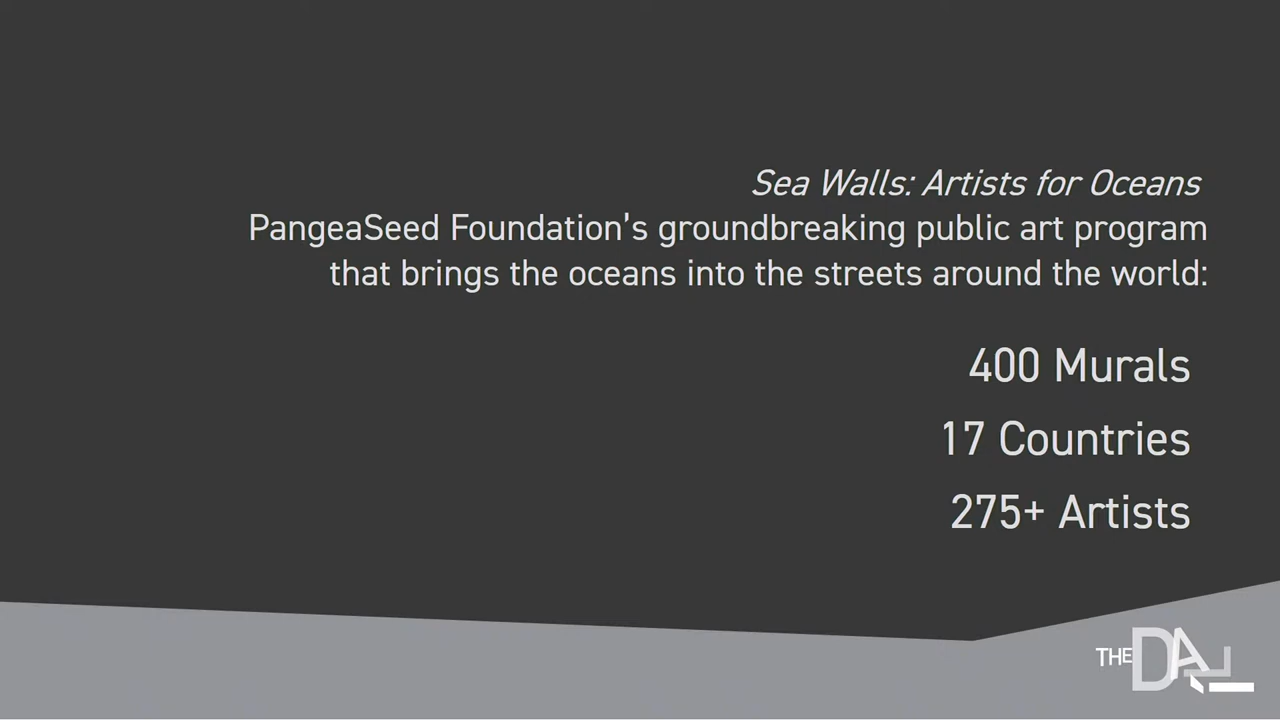 Sea Walls: Artists for Oceans
PangeaSeed Foundation’s groundbreaking public art program
that brings the oceans into the streets around the world:
400 Murals
17 Countries
275+ Artists
THE DALI